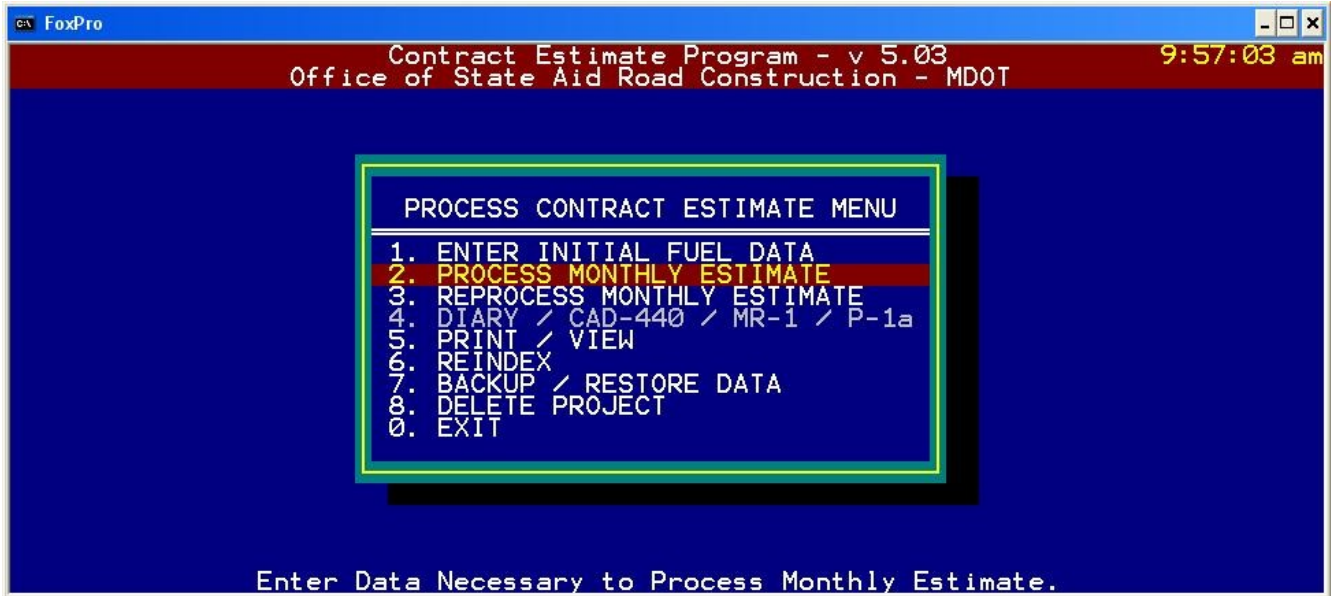 FoxPro
Contract Estimate Program - v 5.03 9:57:03 am
Office of State Aid Road Construction - MDOT
PROCESS CONTRACT ESTIMATE MENU
1. ENTER INITIAL FUEL DATA
2. PROCESS MONTHLY ESTIMATE
3. REPROCESS MONTHLY ESTIMATE
4. DIARY / CAD-440 / MR-1 / P-1a
5. PRINT / VIEW
6. REINDEX
7. BACKUP / RESTORE DATA
8. DELETE PROJECT
0. EXIT
Enter Data Necessary to Process Monthly Estimate.